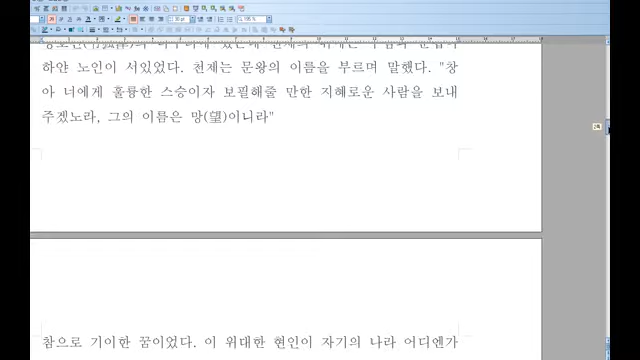 하얀 노인이 서있었다. 천제는 문왕의 이름을 부르며 말했다. "창
아 너에게 훌륭한 스승이자 보필해줄 만한 지혜로운 사람을 보내
주겠노라, 그의 이름은 망(望)이니라"
참으로 기이한 꿈이었다. 이 위대한 현인이 자기의 나라 어디엔가